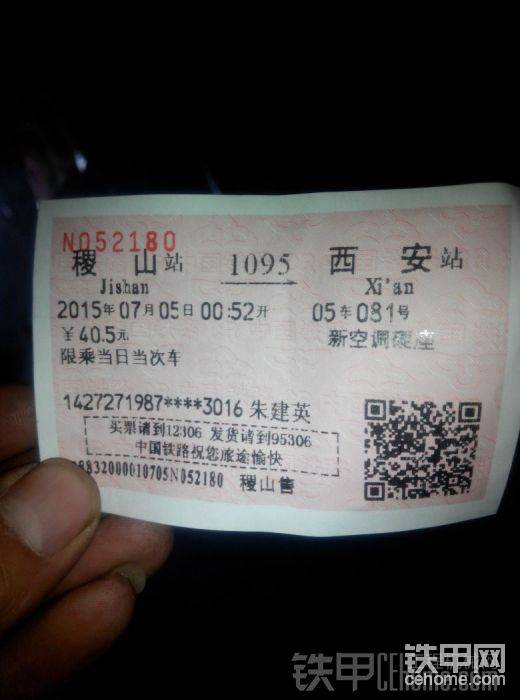 N052180
稷 山 站 1095 西 安 站
Jishan Xi'an
2015年07月05日00:52开 05车081号
￥40.5元 新空调硬座
限乘当日当次车
1427271987****3016 朱建英
买票请到12306 发货请到95306
中国铁路祝您旅途愉快
88832000010705N052180 稷山售
铁甲网
cehome.com
铁甲